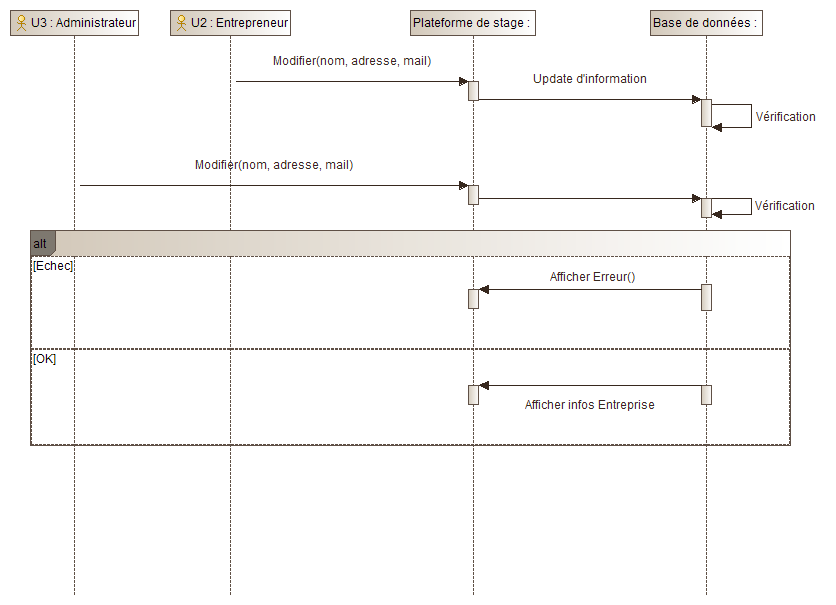 U3 : Administrateur
U2 : Entrepreneur
Plateforme de stage :
Base de données :
Modifier(nom, adresse, mail)
Update d'information
Vérification
Modifier(nom, adresse, mail)
Vérification
alt
[Echec]
Afficher Erreur()
[OK]
Afficher infos Entreprise